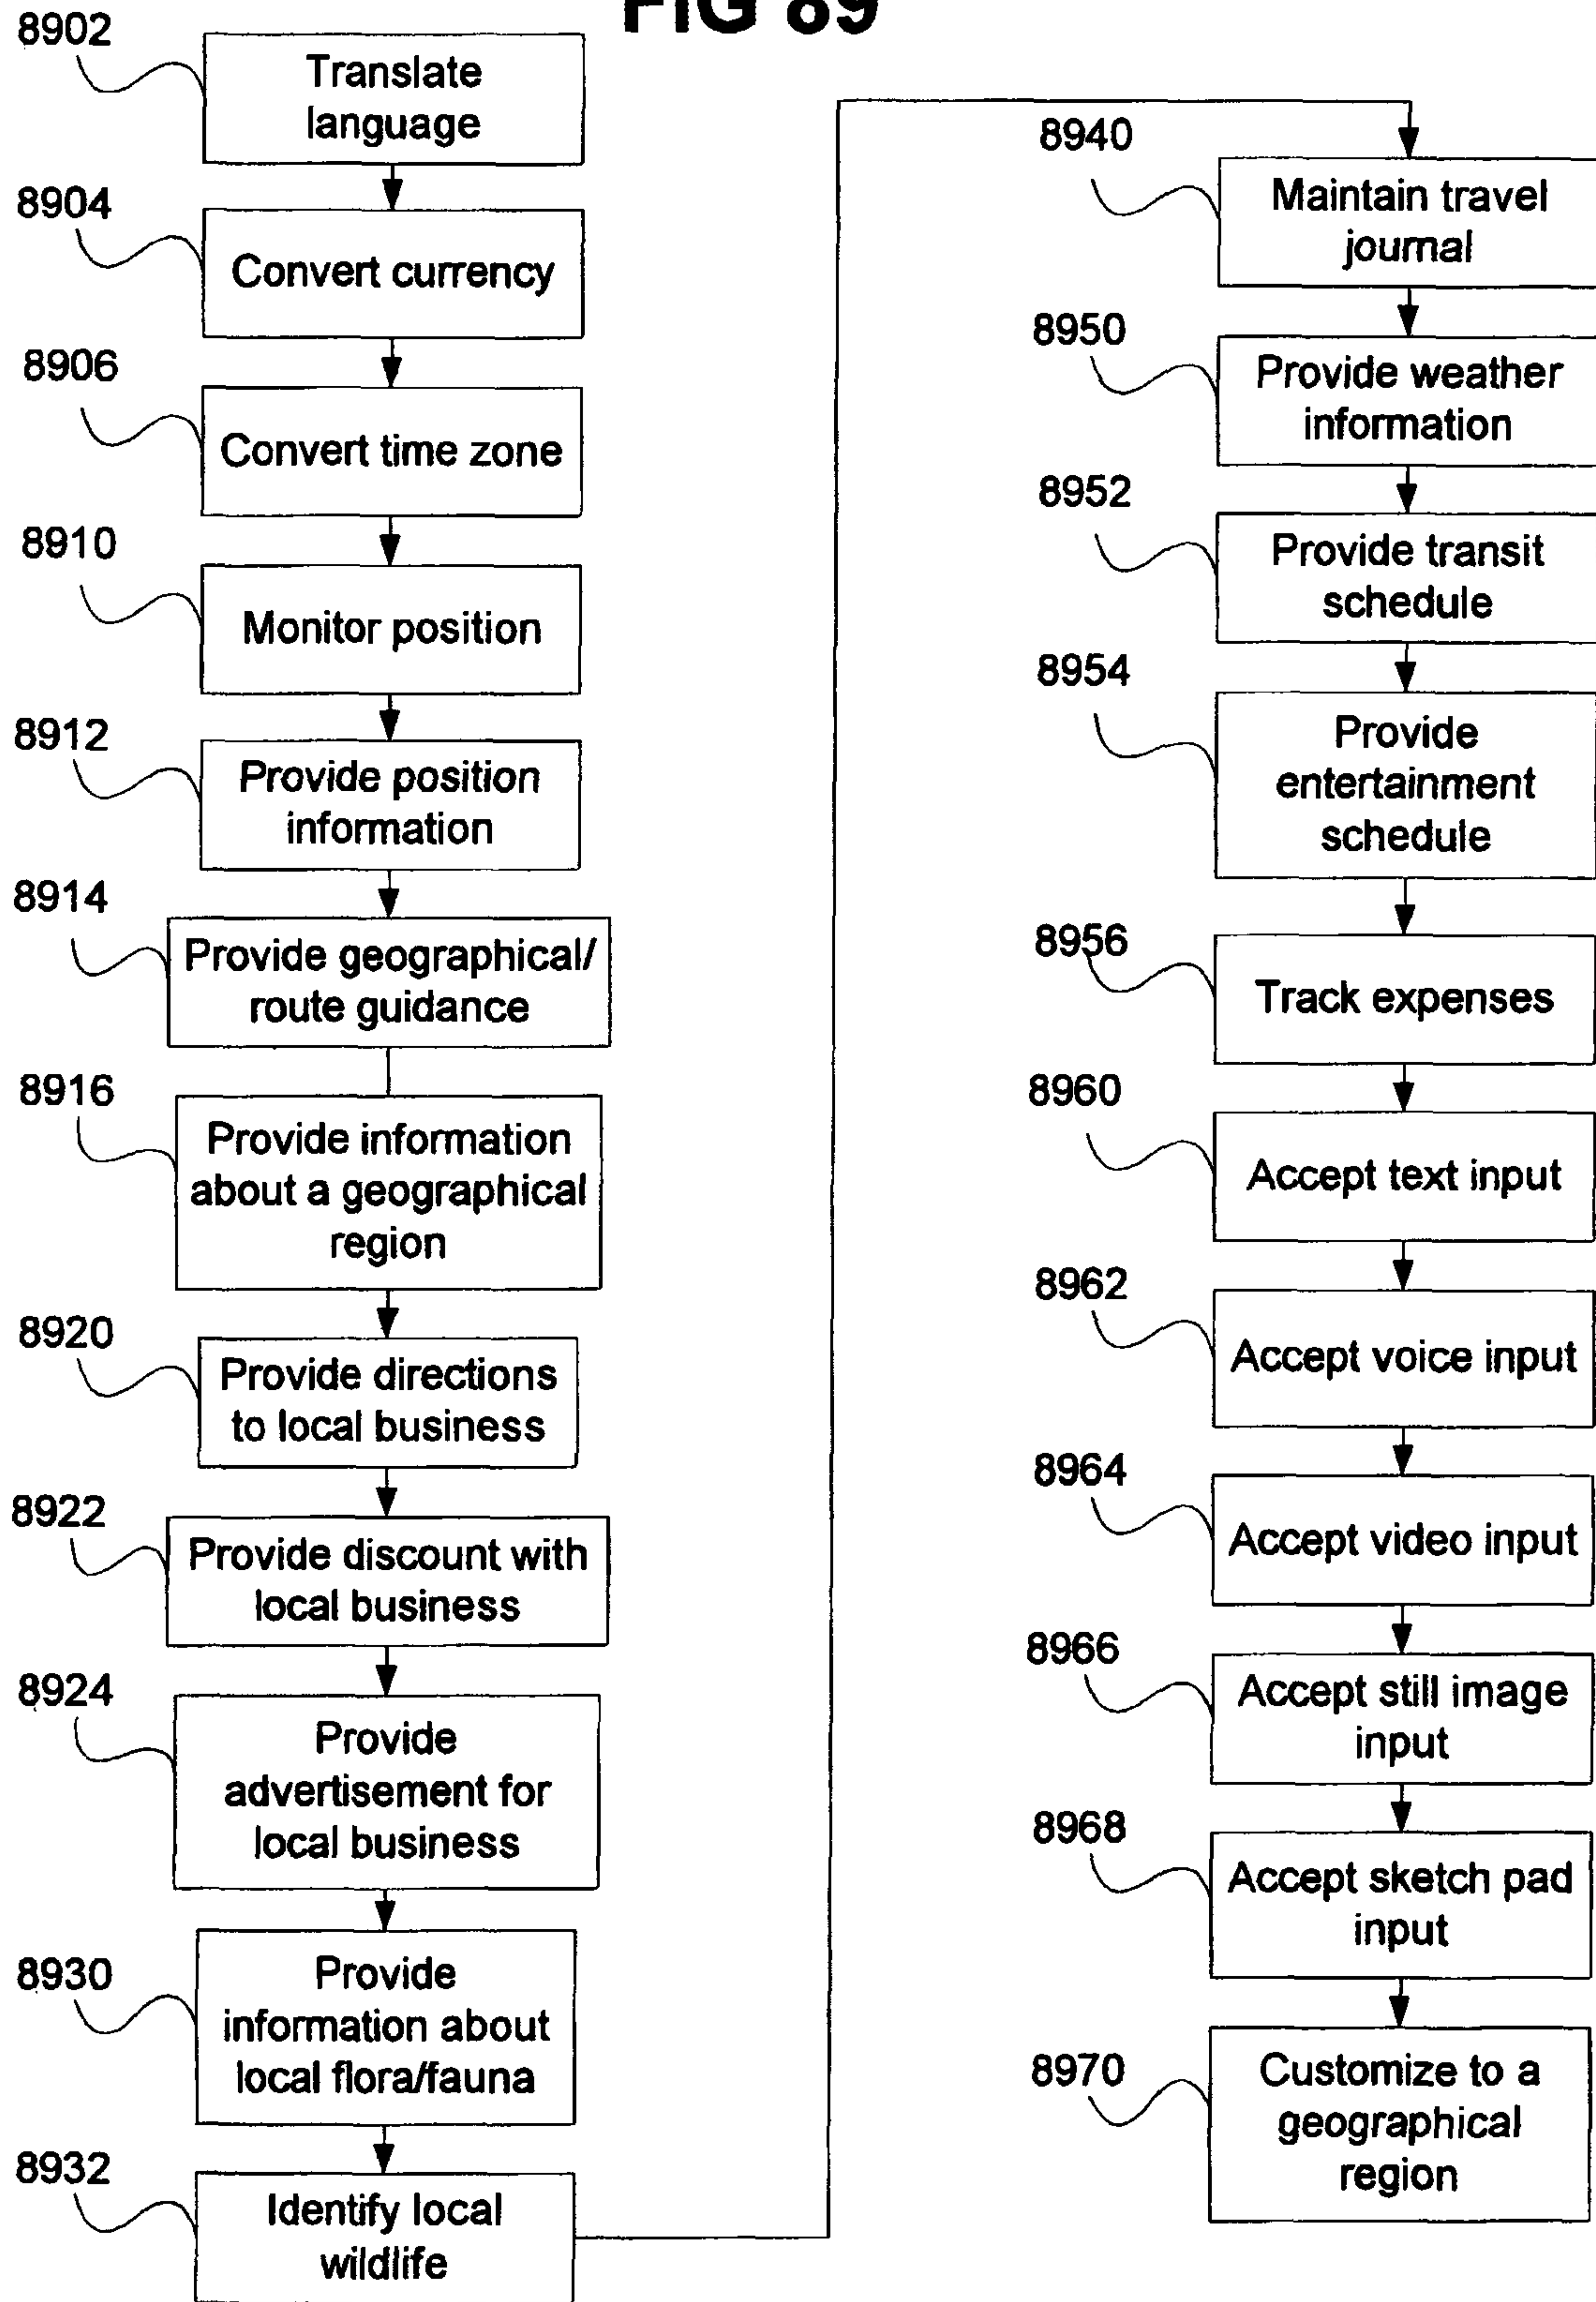 FIG 89
8902
Translate
language
8904
Convert currency
8906
Convert time zone
8910
Monitor position
8912
Provide position
information
8914
Provide geographical/
route guidance
8916
Provide information
about a geographical
region
8920
Provide directions
to local business
8922
Provide discount with
local business
8924
Provide
advertisement for
local business
8930
Provide
information about
local flora/fauna
8932
Identify local
wildlife
8940
Maintain travel
journal
8950
Provide weather
information
8952
Provide transit
schedule
8954
Provide
entertainment
schedule
8956
Track expenses
8960
Accept text input
8962
Accept voice input
8964
Accept video input
8966
Accept still image
input
8968
Accept sketch pad
input
8970
Customize to a
geographical
region